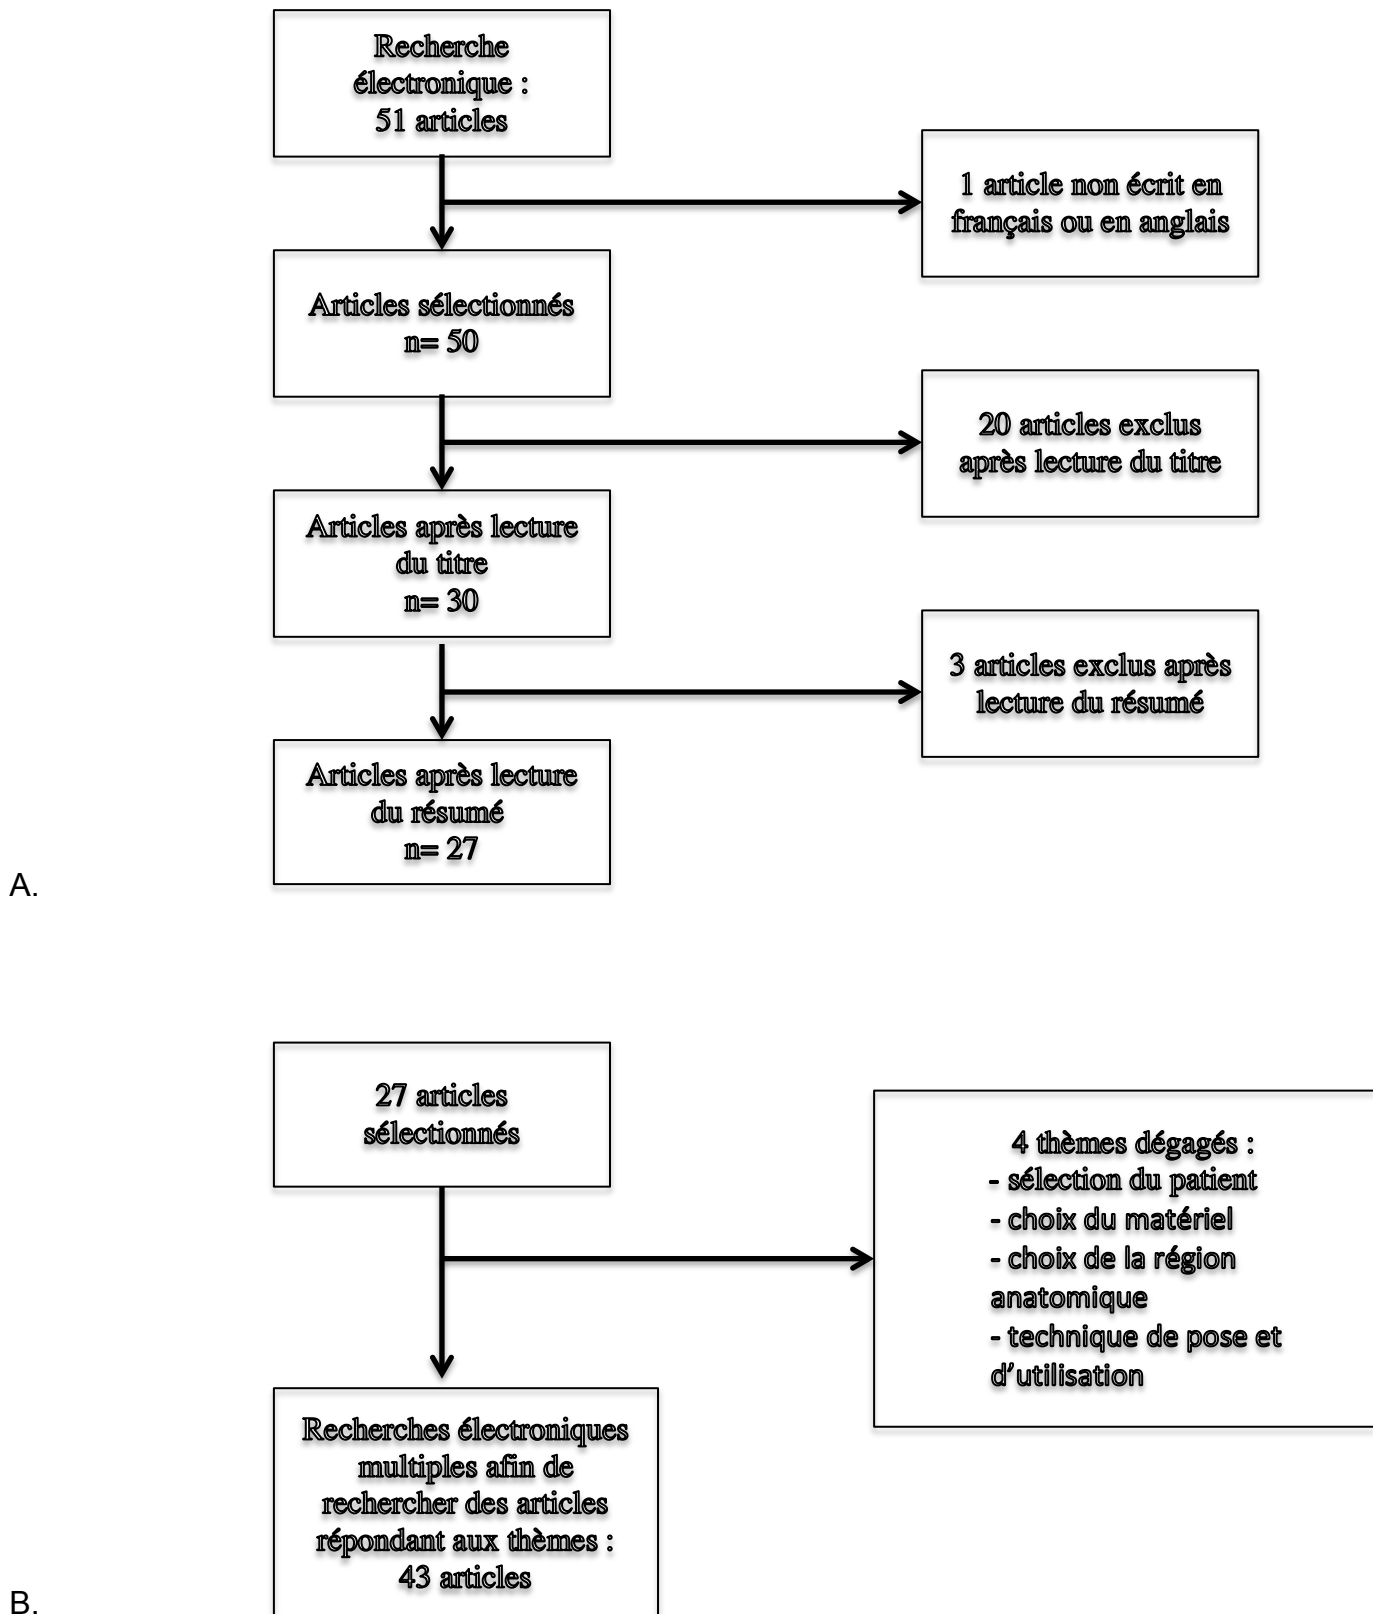 Recherche
électronique :
51 articles
1 article non écrit en
français ou en anglais
Articles sélectionnés
n= 50
20 articles exclus
après lecture du titre
Articles après lecture
du titre
n= 30
3 articles exclus après
lecture du résumé
Articles après lecture
du résumé
n= 27
A.
27 articles
sélectionnés
4 thèmes dégagés :
- sélection du patient
- choix du matériel
- choix de la région
anatomique
- technique de pose et
d’utilisation
Recherches électroniques
multiples afin de
rechercher des articles
répondant aux thèmes :
43 articles
B.